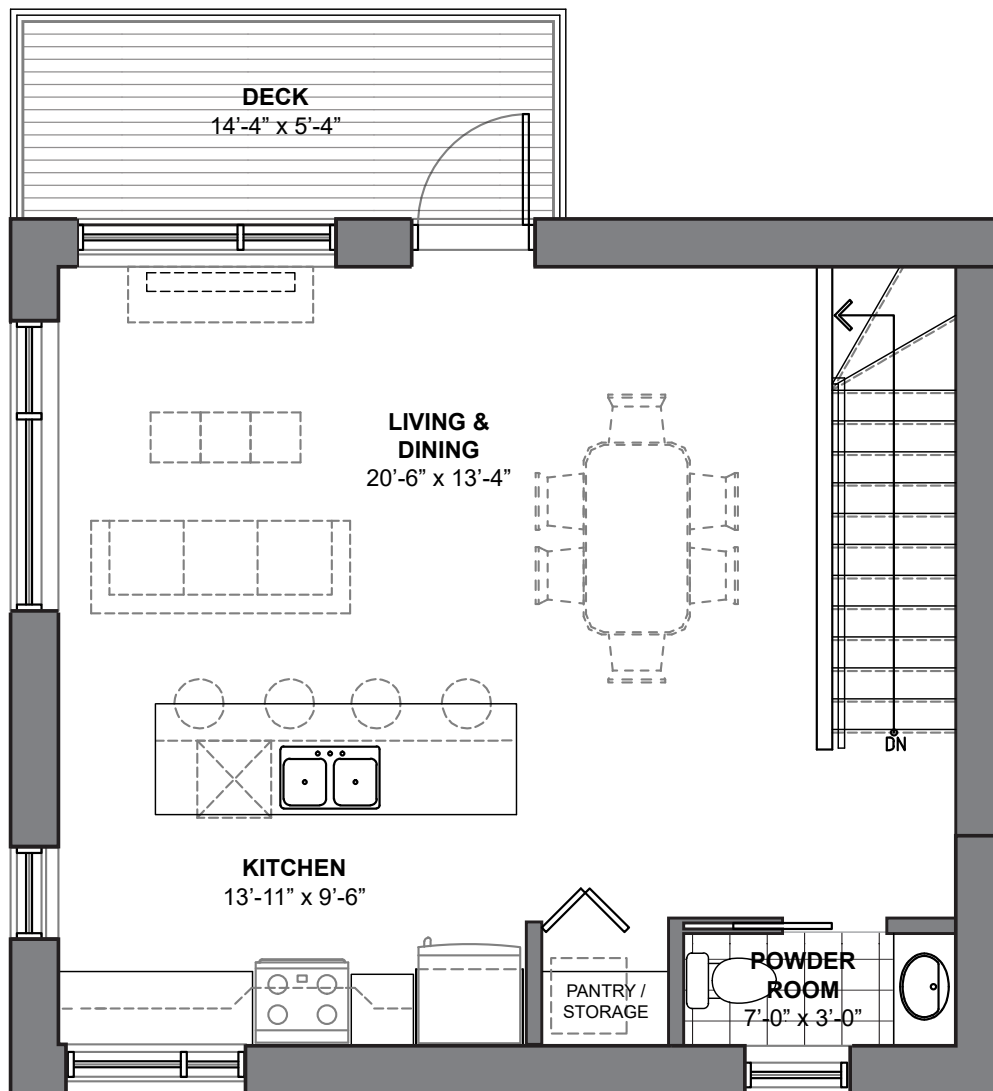 DECK
14’-4” x 5’-4”
LIVING &
DINING
20’-6” x 13’-4”
DN
KITCHEN
13’-11” x 9’-6”
PANTRY /
STORAGE
POWDER
ROOM
7’-0” x 3’-0”